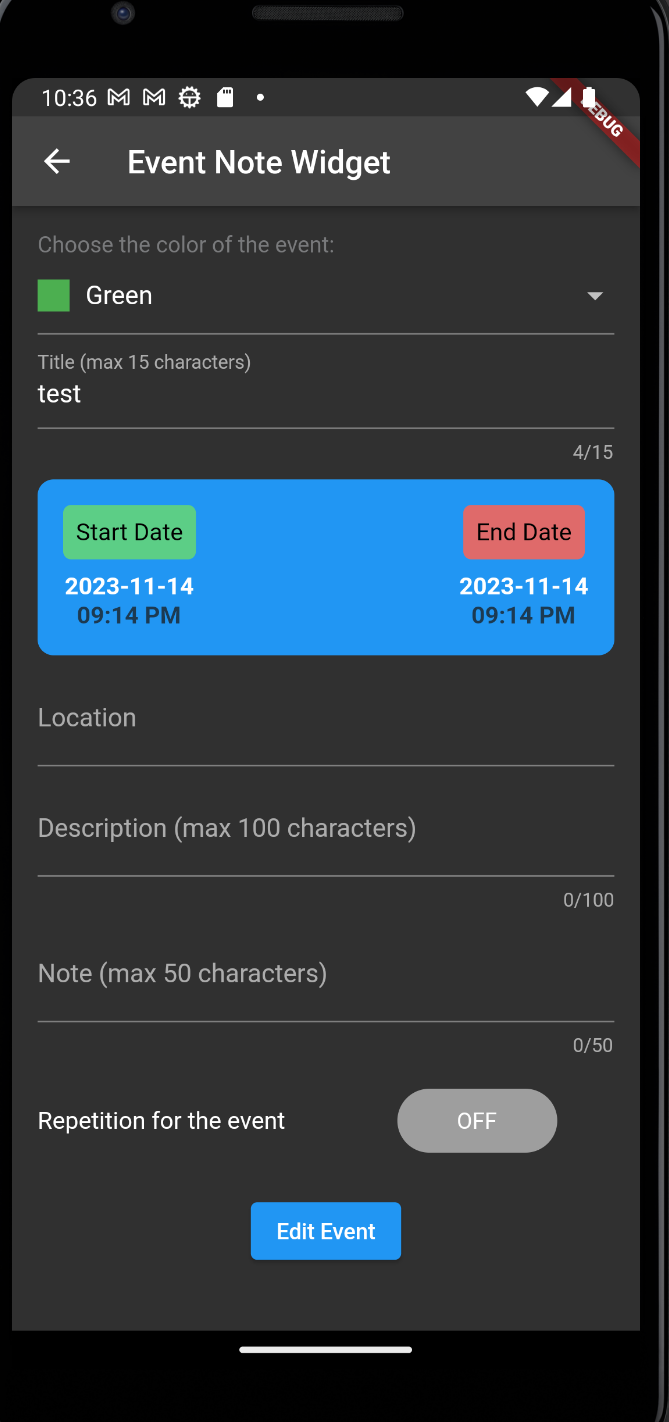 10:36
DEBUG
Event Note Widget
Choose the color of the event:
Green
Title (max 15 characters)
test
4/15
Start Date End Date
2023-11-14 2023-11-14
09:14 PM 09:14 PM
Location
Description (max 100 characters)
0/100
Note (max 50 characters)
0/50
Repetition for the event OFF
Edit Event